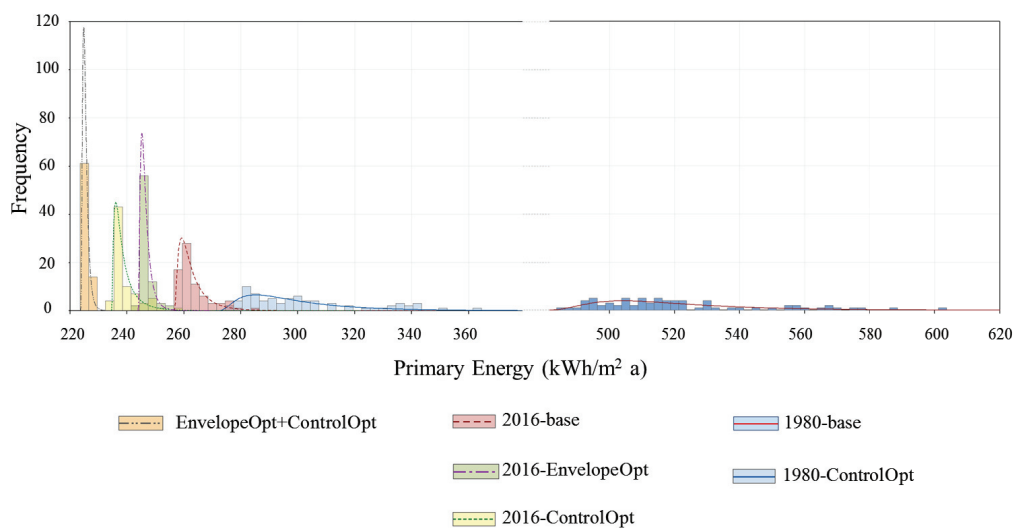 120
100
80
60
40
20
0
Frequency
220 240 260 280 300 320 340 360 500 520 540 560 580 600 620
Primary Energy (kWh/m² a)
EnvelopeOpt+ControlOpt 2016-base 1980-base
2016-EnvelopeOpt 1980-ControlOpt
2016-ControlOpt